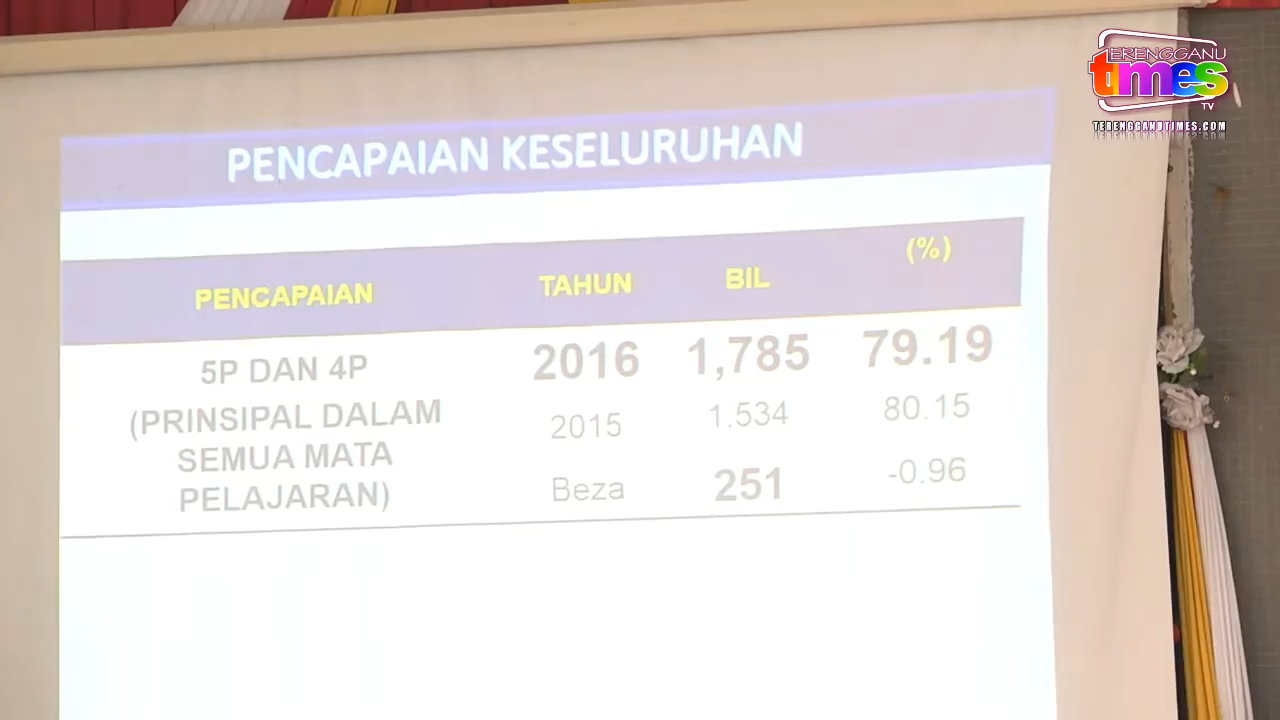 TERENGGANU
times
TV
TERENGGANUTIMES.COM
PENCAPAIAN KESELURUHAN
PENCAPAIAN TAHUN BIL (%)
5P DAN 4P 2016 1,785 79.19
(PRINSIPAL DALAM 2015 1.534 80.15
SEMUA MATA
PELAJARAN) Beza 251 -0.96